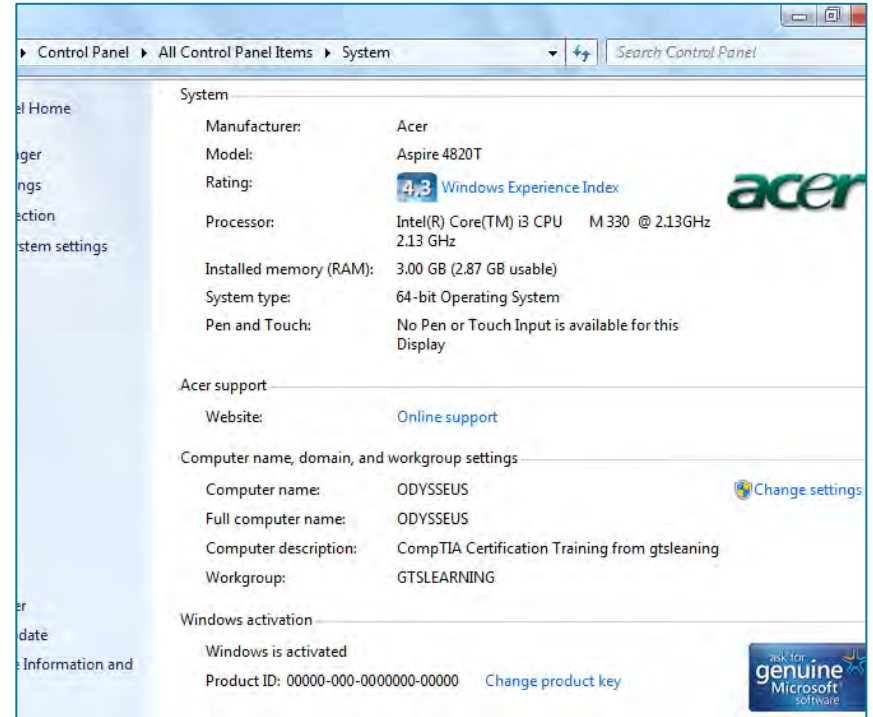 Control Panel ▸ All Control Panel Items ▸ System
Search Control Panel
el Home
ager
ngs
ection
stem settings
er
date
e Information and
System
Manufacturer: Acer
Model: Aspire 4820T
Rating: 4,3 Windows Experience Index
acer
Processor: Intel(R) Core(TM) i3 CPU M 330 @ 2.13GHz
2.13 GHz
Installed memory (RAM): 3.00 GB (2.87 GB usable)
System type: 64-bit Operating System
Pen and Touch: No Pen or Touch Input is available for this
Display
Acer support
Website: Online support
Computer name, domain, and workgroup settings
Computer name: ODYSSEUS
Change settings
Full computer name: ODYSSEUS
Computer description: CompTIA Certification Training from gtsleaning
Workgroup: GTSLEARNING
Windows activation
Windows is activated
Product ID: 00000-000-0000000-00000 Change product key
ask for
genuine
Microsoft
software